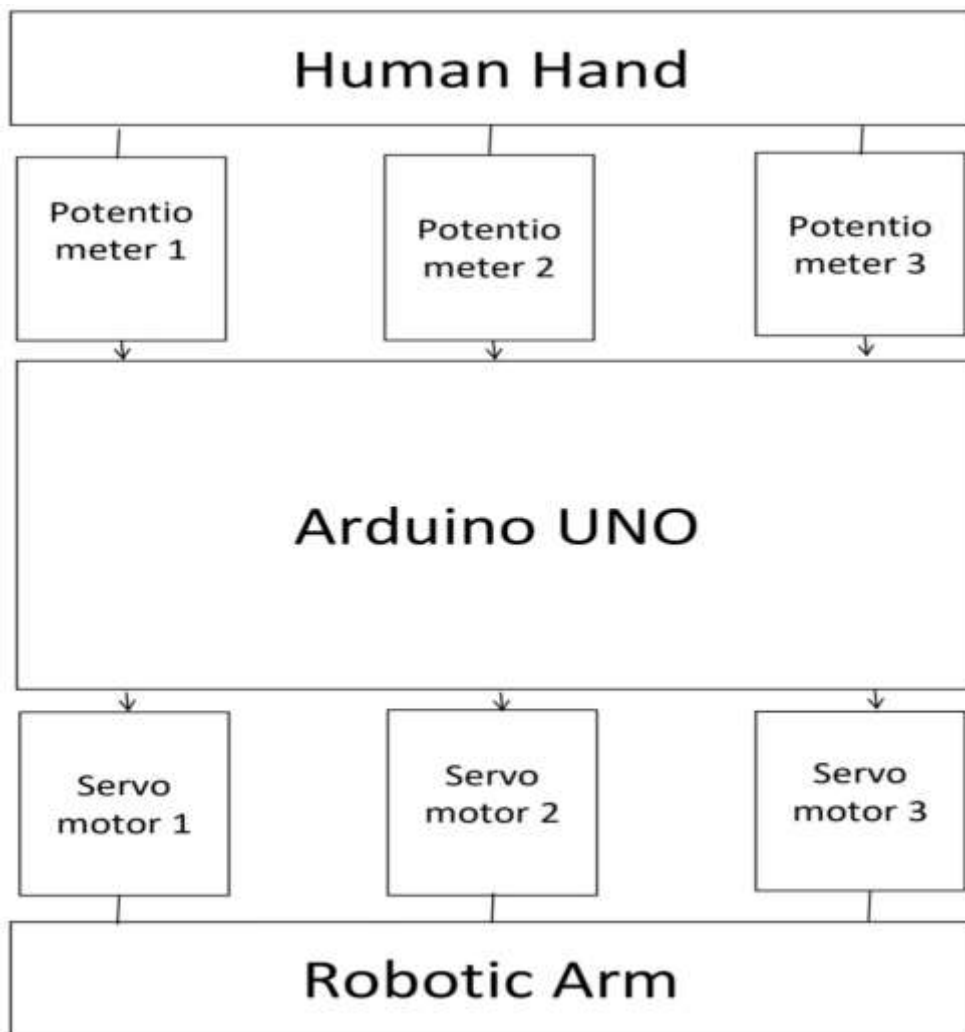 Human Hand
Potentio
meter 1
Potentio
meter 2
Potentio
meter 3
Arduino UNO
Servo
motor 1
Servo
motor 2
Servo
motor 3
Robotic Arm